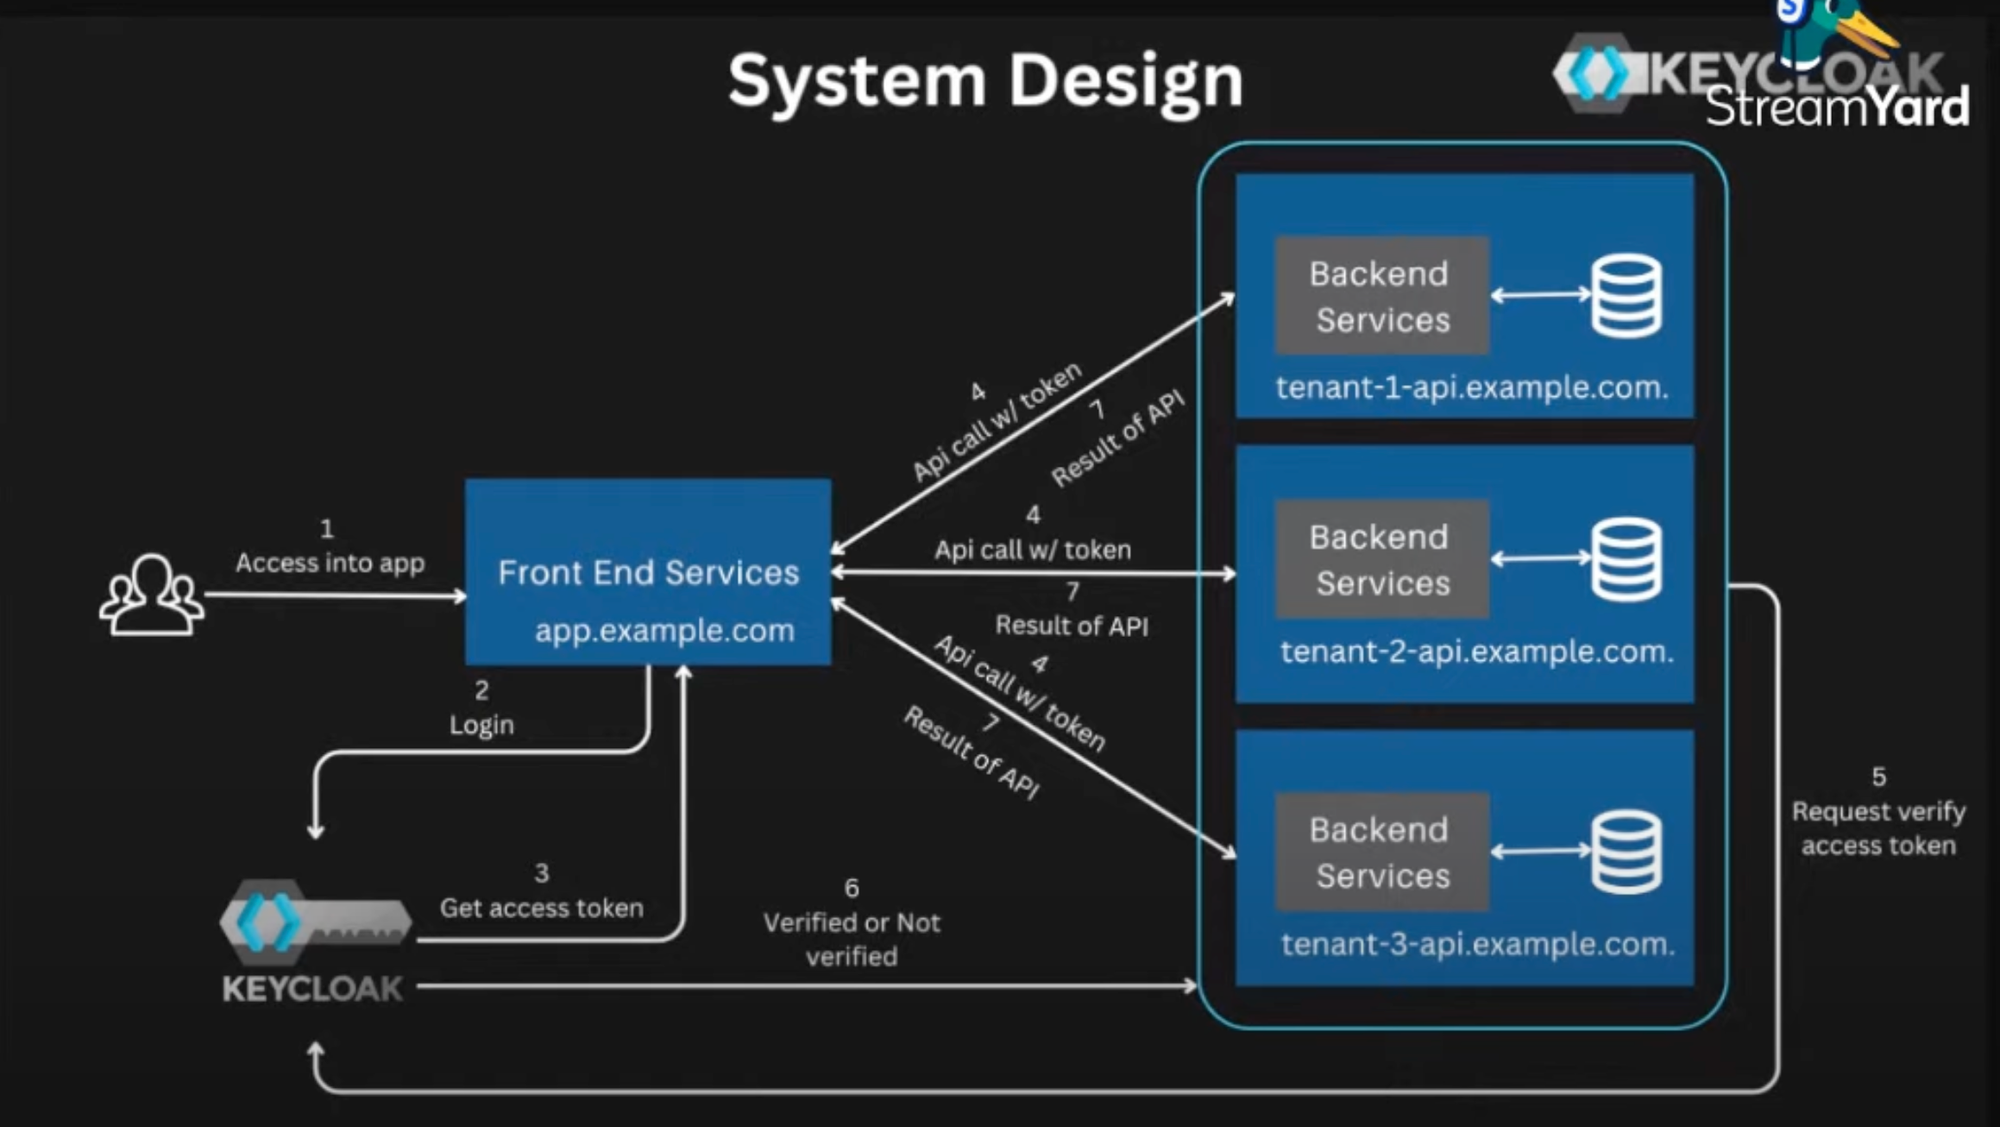 System Design
KEYCLOAK
StreamYard
Backend
Services
tenant-1-api.example.com.
4
Api call w/ token
7
Result of API
1
Access into app
Front End Services
app.example.com
4
Api call w/ token
7
Result of API
Backend
Services
tenant-2-api.example.com.
4
Api call w/ token
7
Result of API
2
Login
Backend
Services
tenant-3-api.example.com.
5
Request verify
access token
3
Get access token
6
Verified or Not
verified
KEYCLOAK